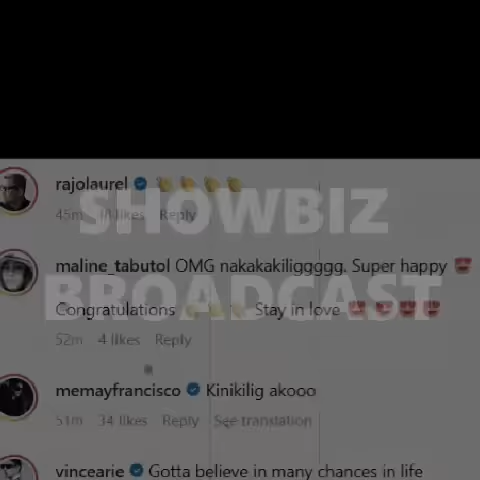 rajolaurel 👏👏👏👏
45m Reply
SHOWBIZ
maline_tabutol OMG nakakakiliggggg. Super happy 😍
BROADCAST
Congratulations 👏👏👏 Stay in love 😍😍😍😍
52m 4 likes Reply
memayfrancisco Kinikilig akooo
51m 34 likes Reply See translation
vincearie Gotta believe in many chances in life